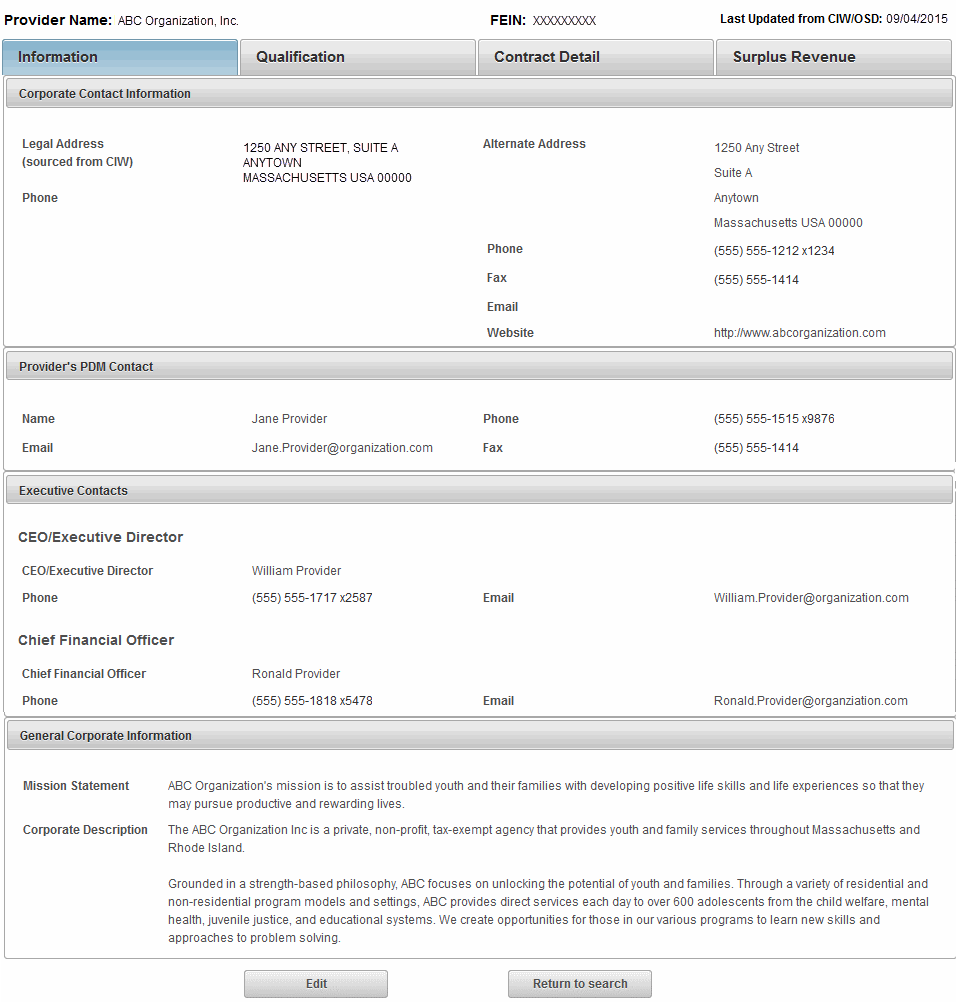 Provider Name: ABC Organization, Inc. FEIN: XXXXXXXXX Last Updated from CIW/OSD: 09/04/2015
Information Qualification Contract Detail Surplus Revenue
Corporate Contact Information
Legal Address
(sourced from CIW)
1250 ANY STREET, SUITE A
ANYTOWN
MASSACHUSETTS USA 00000
Phone
Alternate Address
1250 Any Street
Suite A
Anytown
Massachusetts USA 00000
Phone (555) 555-1212 x1234
Fax (555) 555-1414
Email
Website http://www.abcorganization.com
Provider's PDM Contact
Name Jane Provider Phone (555) 555-1515 x9876
Email Jane.Provider@organization.com Fax (555) 555-1414
Executive Contacts
CEO/Executive Director
CEO/Executive Director William Provider
Phone (555) 555-1717 x2587 Email William.Provider@organization.com
Chief Financial Officer
Chief Financial Officer Ronald Provider
Phone (555) 555-1818 x5478 Email Ronald.Provider@organziation.com
General Corporate Information
Mission Statement ABC Organization's mission is to assist troubled youth and their families with developing positive life skills and life experiences so that they
may pursue productive and rewarding lives.
Corporate Description The ABC Organization Inc is a private, non-profit, tax-exempt agency that provides youth and family services throughout Massachusetts and
Rhode Island.
Grounded in a strength-based philosophy, ABC focuses on unlocking the potential of youth and families. Through a variety of residential and
non-residential program models and settings, ABC provides direct services each day to over 600 adolescents from the child welfare, mental
health, juvenile justice, and educational systems. We create opportunities for those in our various programs to learn new skills and
approaches to problem solving.
Edit Return to search